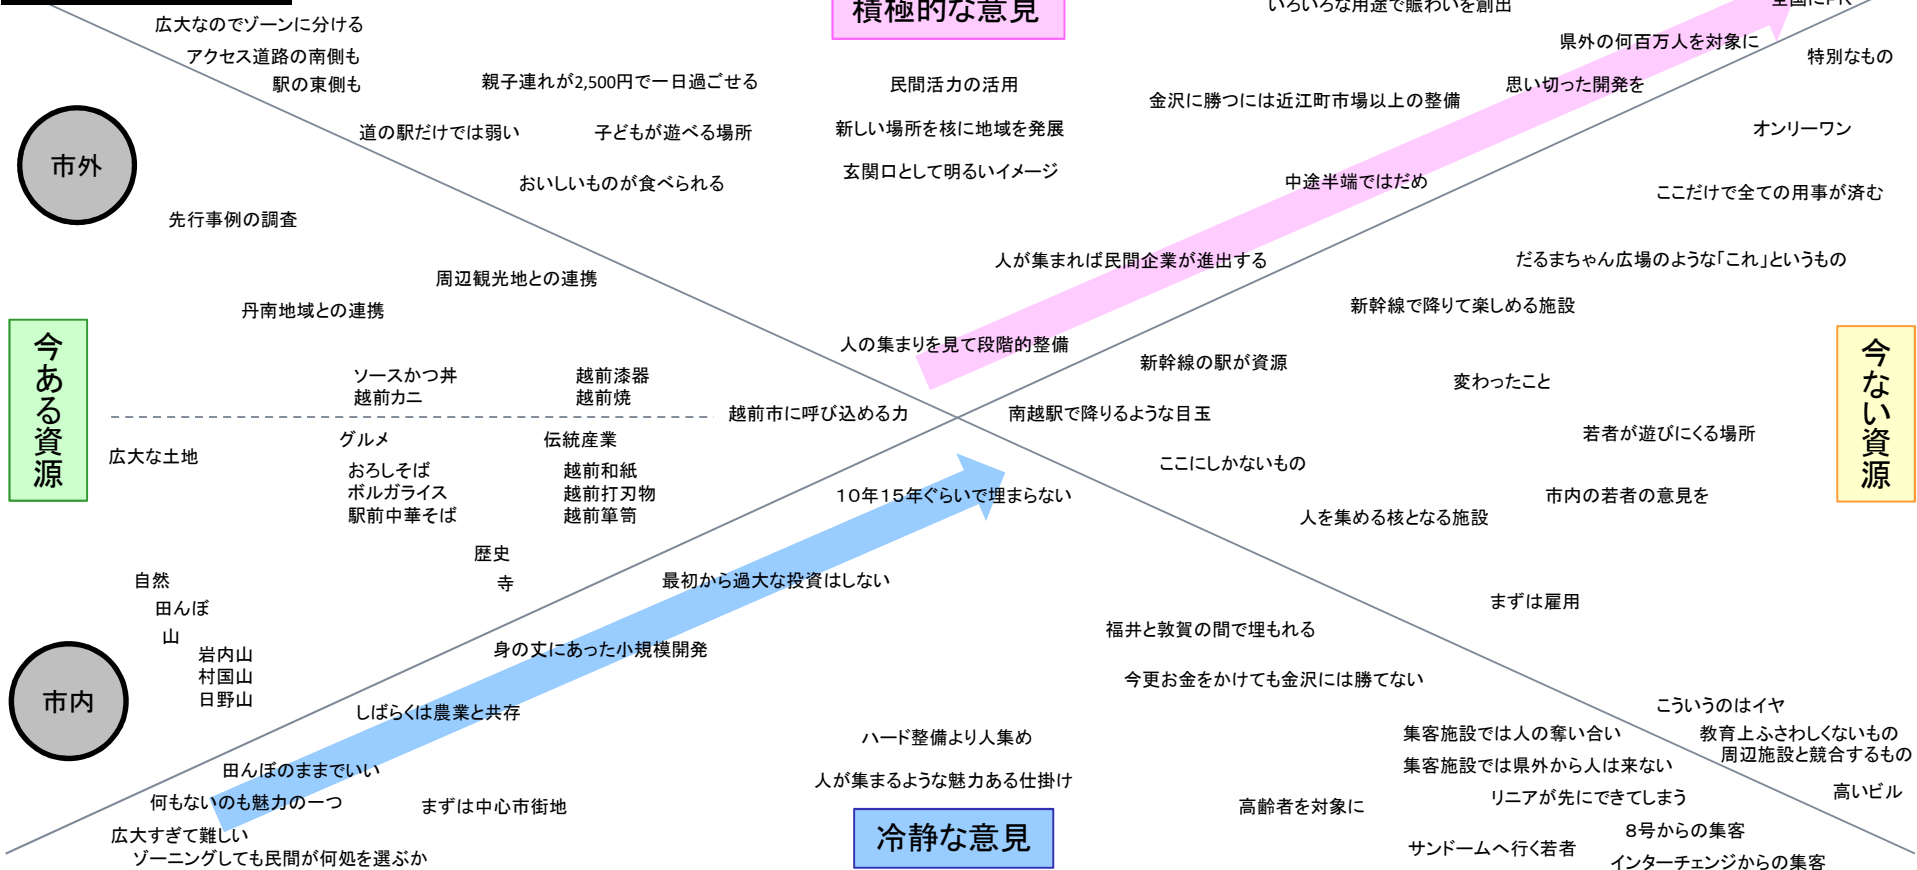 積極的な意見
いろいろな用途で賑わいを創出
全国にPR
広大なのでゾーンに分ける
アクセス道路の南側も
駅の東側も
親子連れが2,500円で一日過ごせる
民間活力の活用
県外の何百万人を対象に
特別なもの
思い切った開発を
金沢に勝つには近江町市場以上の整備
道の駅だけでは弱い
子どもが遊べる場所
新しい場所を核に地域を発展
オンリーワン
市外
おいしいものが食べられる
玄関口として明るいイメージ
中途半端ではだめ
ここだけで全ての用事が済む
先行事例の調査
人が集まれば民間企業が進出する
だるまちゃん広場のような「これ」というもの
周辺観光地との連携
丹南地域との連携
新幹線で降りて楽しめる施設
今ある資源
人の集まりを見て段階的整備
新幹線の駅が資源
今ない資源
ソースかつ丼
越前カニ
越前漆器
越前焼
変わったこと
越前市に呼び込める力
南越駅で降りるような目玉
グルメ
伝統産業
若者が遊びにくる場所
広大な土地
おろしそば
ボルガライス
駅前中華そば
越前和紙
越前打刃物
越前箪笥
ここにしかないもの
10年15年ぐらいで埋まらない
市内の若者の意見を
人を集める核となる施設
歴史
寺
自然
田んぼ
山
岩内山
村国山
日野山
最初から過大な投資はしない
まずは雇用
福井と敦賀の間で埋もれる
身の丈にあった小規模開発
今更お金をかけても金沢には勝てない
市内
しばらくは農業と共存
こういうのはイヤ
教育上ふさわしくないもの
周辺施設と競合するもの
高いビル
ハード整備より人集め
集客施設では人の奪い合い
集客施設では県外から人は来ない
田んぼのままでいい
人が集まるような魅力ある仕掛け
何もないのも魅力の一つ
まずは中心市街地
高齢者を対象に
リニアが先にできてしまう
広大すぎて難しい
ゾーニングしても民間が何処を選ぶか
冷静な意見
8号からの集客
サンドームへ行く若者
インターチェンジからの集客